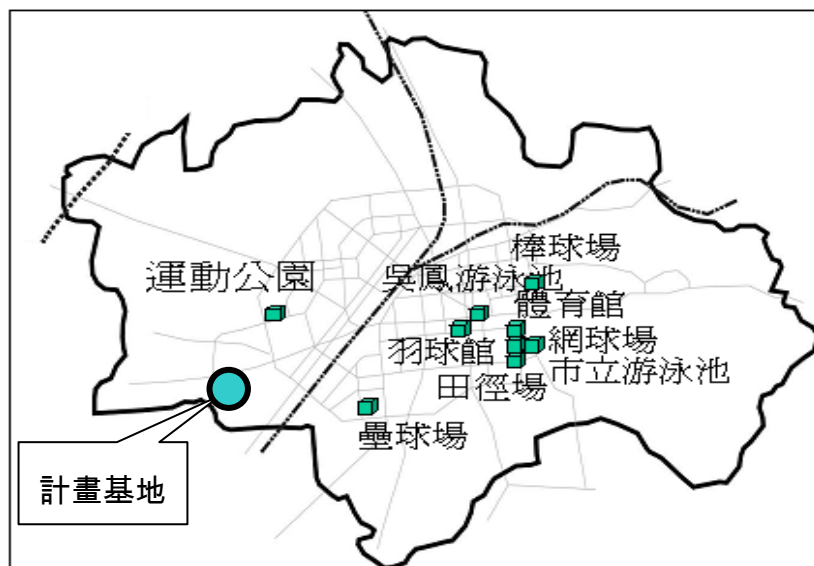 棒球場
運動公園
吳鳳游泳池
體育館
羽球館
網球場
市立游泳池
田徑場
壘球場
計畫基地